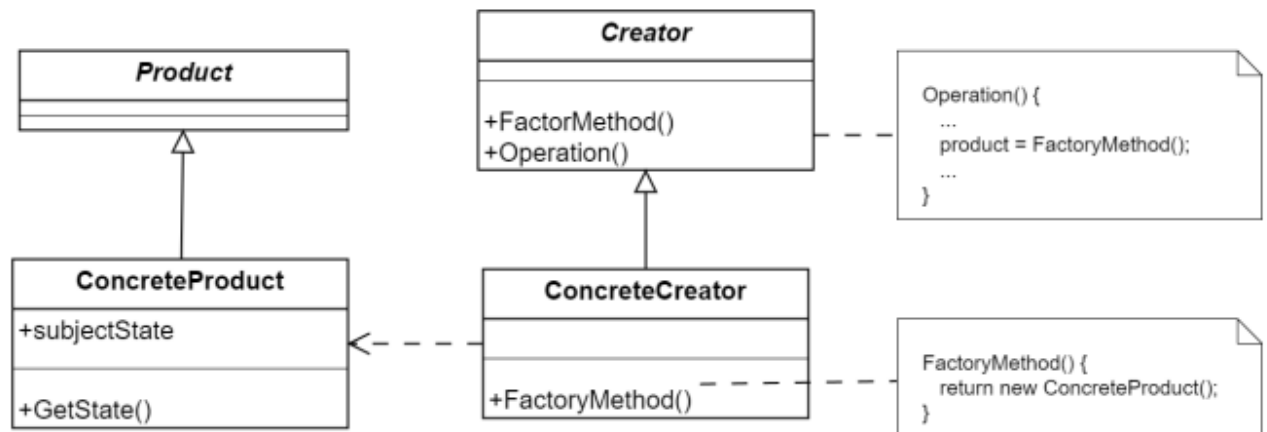 Product
ConcreteProduct
+subjectState
+GetState()
Creator
+FactorMethod()
+Operation()
ConcreteCreator
+FactoryMethod()
Operation() {
...
product = FactoryMethod();
...
}
FactoryMethod() {
return new ConcreteProduct();
}